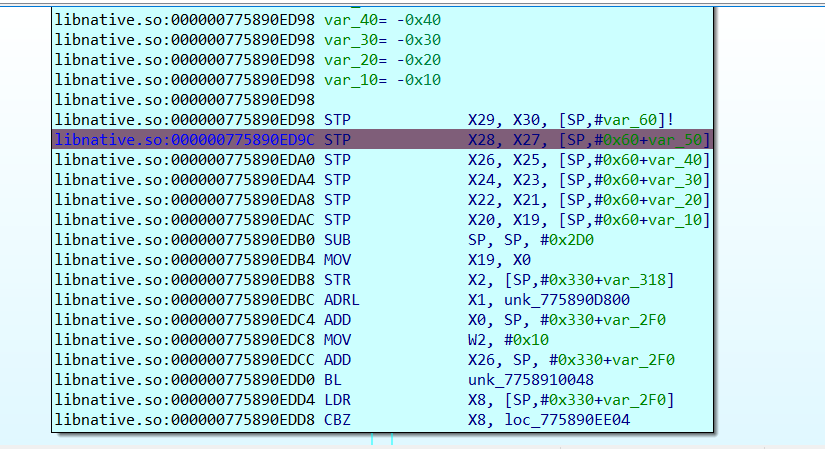 libnative.so:000000775890ED98 var_40= -0x40
libnative.so:000000775890ED98 var_30= -0x30
libnative.so:000000775890ED98 var_20= -0x20
libnative.so:000000775890ED98 var_10= -0x10
libnative.so:000000775890ED98
libnative.so:000000775890ED98 STP X29, X30, [SP,#var_60]!
libnative.so:000000775890ED9C STP X28, X27, [SP,#0x60+var_50]
libnative.so:000000775890EDA0 STP X26, X25, [SP,#0x60+var_40]
libnative.so:000000775890EDA4 STP X24, X23, [SP,#0x60+var_30]
libnative.so:000000775890EDA8 STP X22, X21, [SP,#0x60+var_20]
libnative.so:000000775890EDAC STP X20, X19, [SP,#0x60+var_10]
libnative.so:000000775890EDB0 SUB SP, SP, #0x2D0
libnative.so:000000775890EDB4 MOV X19, X0
libnative.so:000000775890EDB8 STR X2, [SP,#0x330+var_318]
libnative.so:000000775890EDBC ADRL X1, unk_775890D800
libnative.so:000000775890EDC4 ADD X0, SP, #0x330+var_2F0
libnative.so:000000775890EDC8 MOV W2, #0x10
libnative.so:000000775890EDCC ADD X26, SP, #0x330+var_2F0
libnative.so:000000775890EDD0 BL unk_7758910048
libnative.so:000000775890EDD4 LDR X8, [SP,#0x330+var_2F0]
libnative.so:000000775890EDD8 CBZ X8, loc_775890EE04